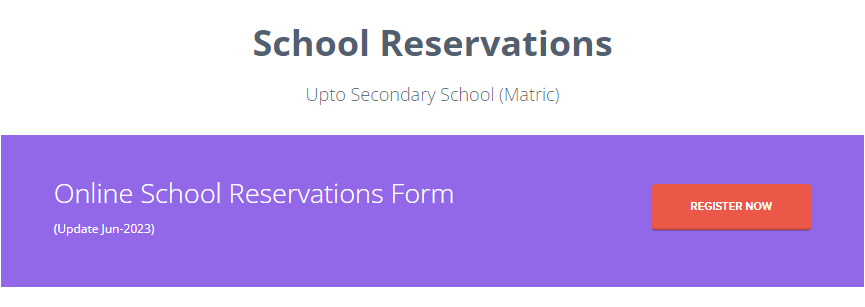 School Reservations
Upto Secondary School (Matric)
Online School Reservations Form
REGISTER NOW
(Update Jun-2023)